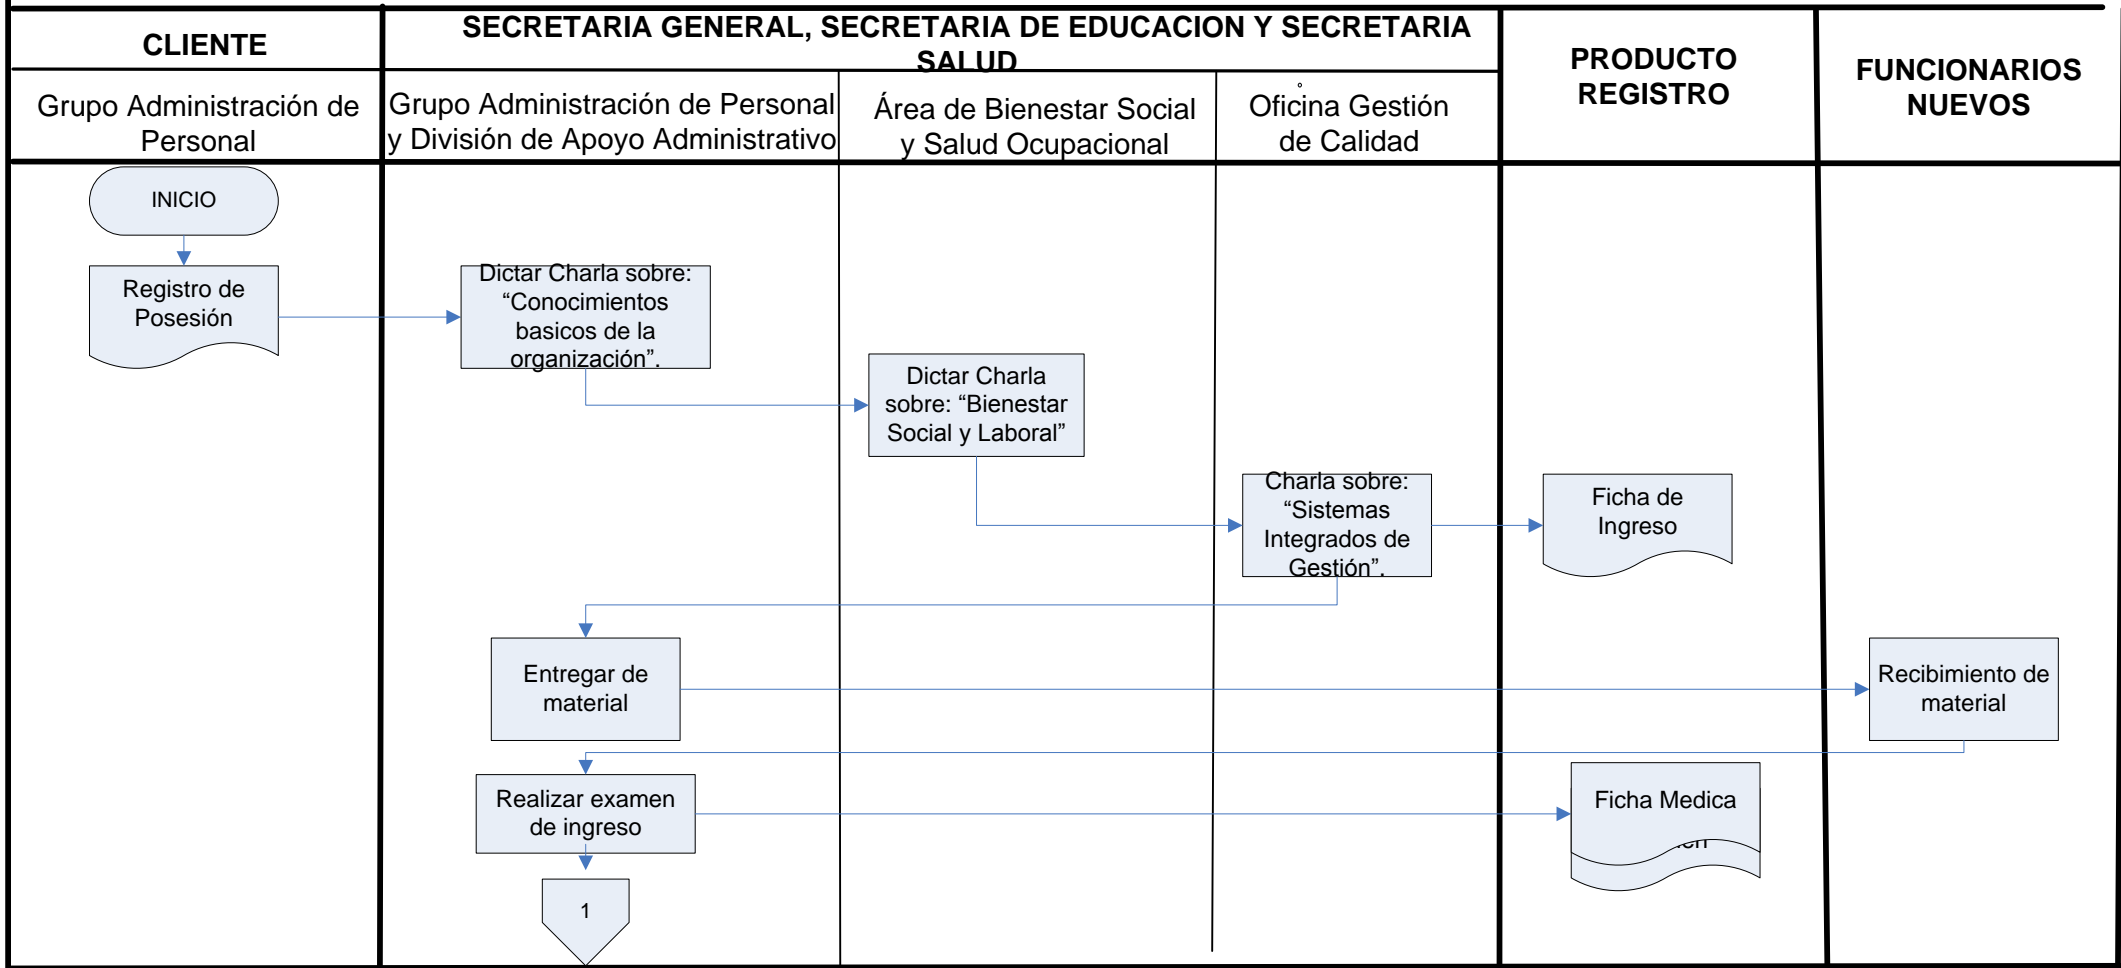 CLIENTE
SECRETARIA GENERAL, SECRETARIA DE EDUCACION Y SECRETARIA
SALUD
PRODUCTO
REGISTRO
FUNCIONARIOS
NUEVOS
Grupo Administración de
Personal
Grupo Administración de Personal
y División de Apoyo Administrativo
Área de Bienestar Social
y Salud Ocupacional
Oficina Gestión
de Calidad
INICIO
Registro de
Posesión
Dictar Charla sobre:
“Conocimientos
basicos de la
organización”.
Dictar Charla
sobre: “Bienestar
Social y Laboral”
Charla sobre:
“Sistemas
Integrados de
Gestión”.
Ficha de
Ingreso
Entregar de
material
Recibimiento de
material
Realizar examen
de ingreso
Ficha Medica
1